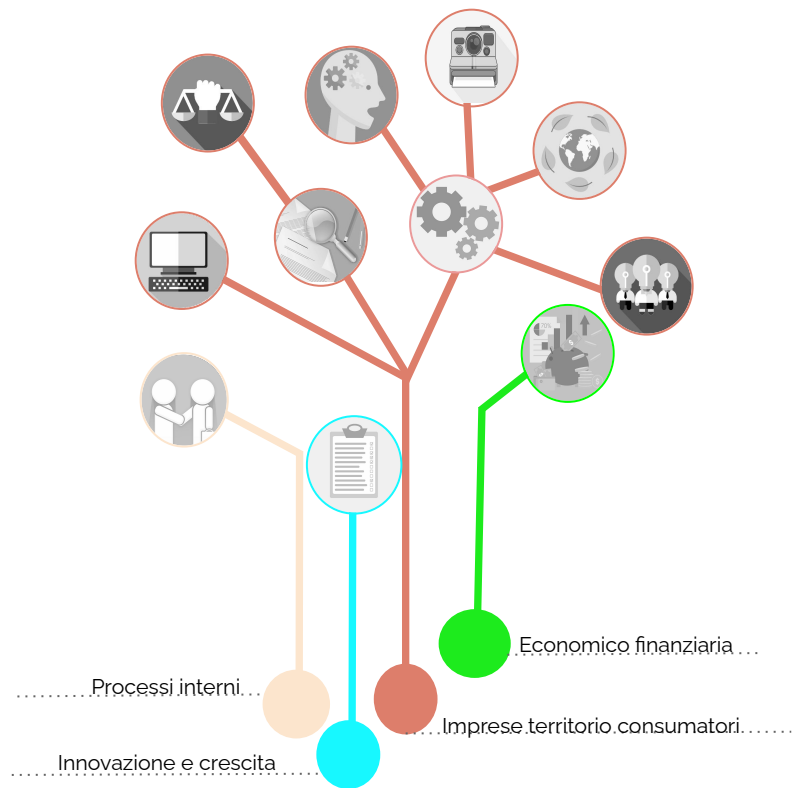 Economico finanziaria
Processi interni
Imprese territorio consumatori
Innovazione e crescita